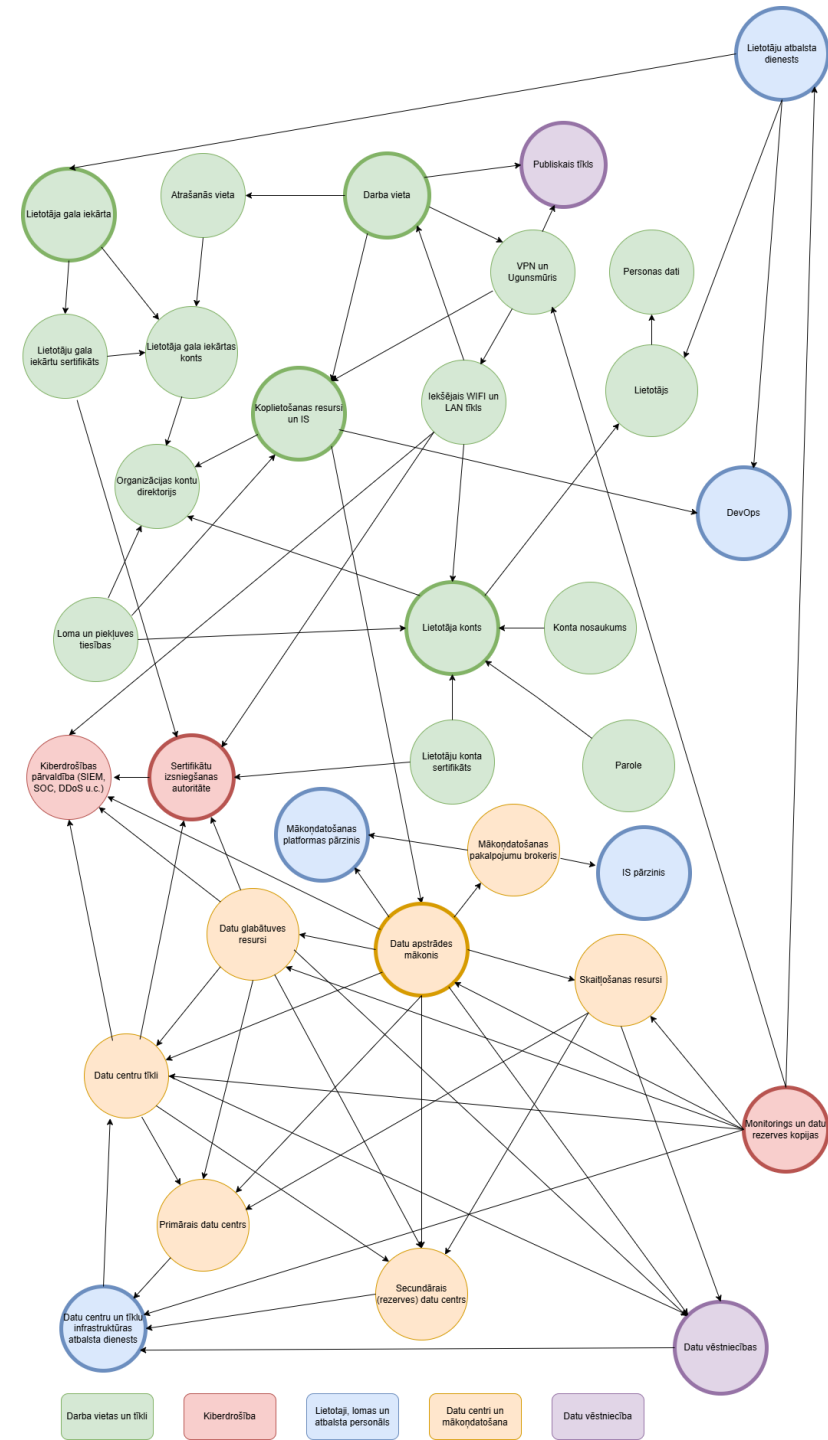 Lietotāju atbalsta
dienests
Publiskais tīkls
Atrašanās vieta
Darba vieta
Lietotāja gala iekārta
VPN un
Ugunsmūris
Personas dati
Lietotāju gala
iekārtu sertifikāts
Lietotāja gala iekārtas
konts
Lietotājs
Koplietošanas resursi
un IS
Iekšējais WIFI un
LAN tīkls
Organizācijas kontu
direktorijs
DevOps
Loma un piekļuves
tiesības
Lietotāja konts
Konta nosaukums
Kiberdrošības
pārvaldība (SIEM,
SOC, DDoS u.c.)
Sertifikātu
izsniegšanas
autoritāte
Lietotāju konta
sertifikāts
Parole
Mākoņdatošanas
platformas pārzinis
Mākoņdatošanas
pakalpojumu brokeris
IS pārzinis
Datu glabātuves
resursi
Datu apstrādes
mākonis
Skaitļošanas resursi
Datu centru tīkli
Monitorings un datu
rezerves kopijas
Primārais datu centrs
Secundārais
(rezerves) datu centrs
Datu centru un tīklu
infrastruktūras
atbalsta dienests
Datu vēstniecības
Darba vietas un tīkli
Kiberdrošība
Lietotaji, lomas un
atbalsta personāls
Datu centri un
mākoņdatošana
Datu vēstniecība